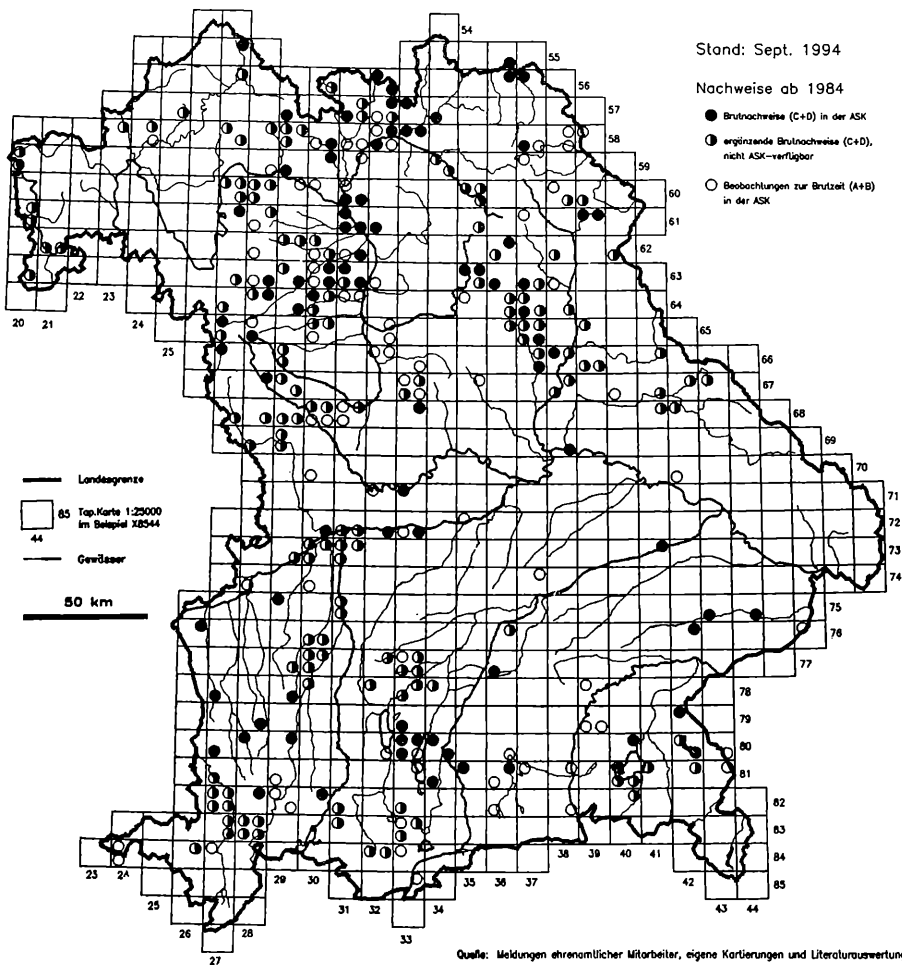 Stand: Sept. 1994
Nachweise ab 1984
Brutnachweise (C+D) in der ASK
ergänzende Brutnachweise (C+D),
nicht ASK-verfügbar
Beobachtungen zur Brutzeit (A+B)
in der ASK
54
55
56
57
58
59
60
61
62
63
64
65
66
67
68
69
70
71
72
73
74
75
76
77
78
79
80
81
82
83
84
85
20 21 22 23 24 25
Landesgrenze
85 Top.Karte 1:25000
im Beispiel X8544
44
Gewässer
50 km
23 24 25 26 27 28 29 30 31 32 33 34 35 36 37 38 39 40 41 42 43 44
Quelle: Meldungen ehrenamtlicher Mitarbeiter, eigene Kartierungen und Literaturauswertung